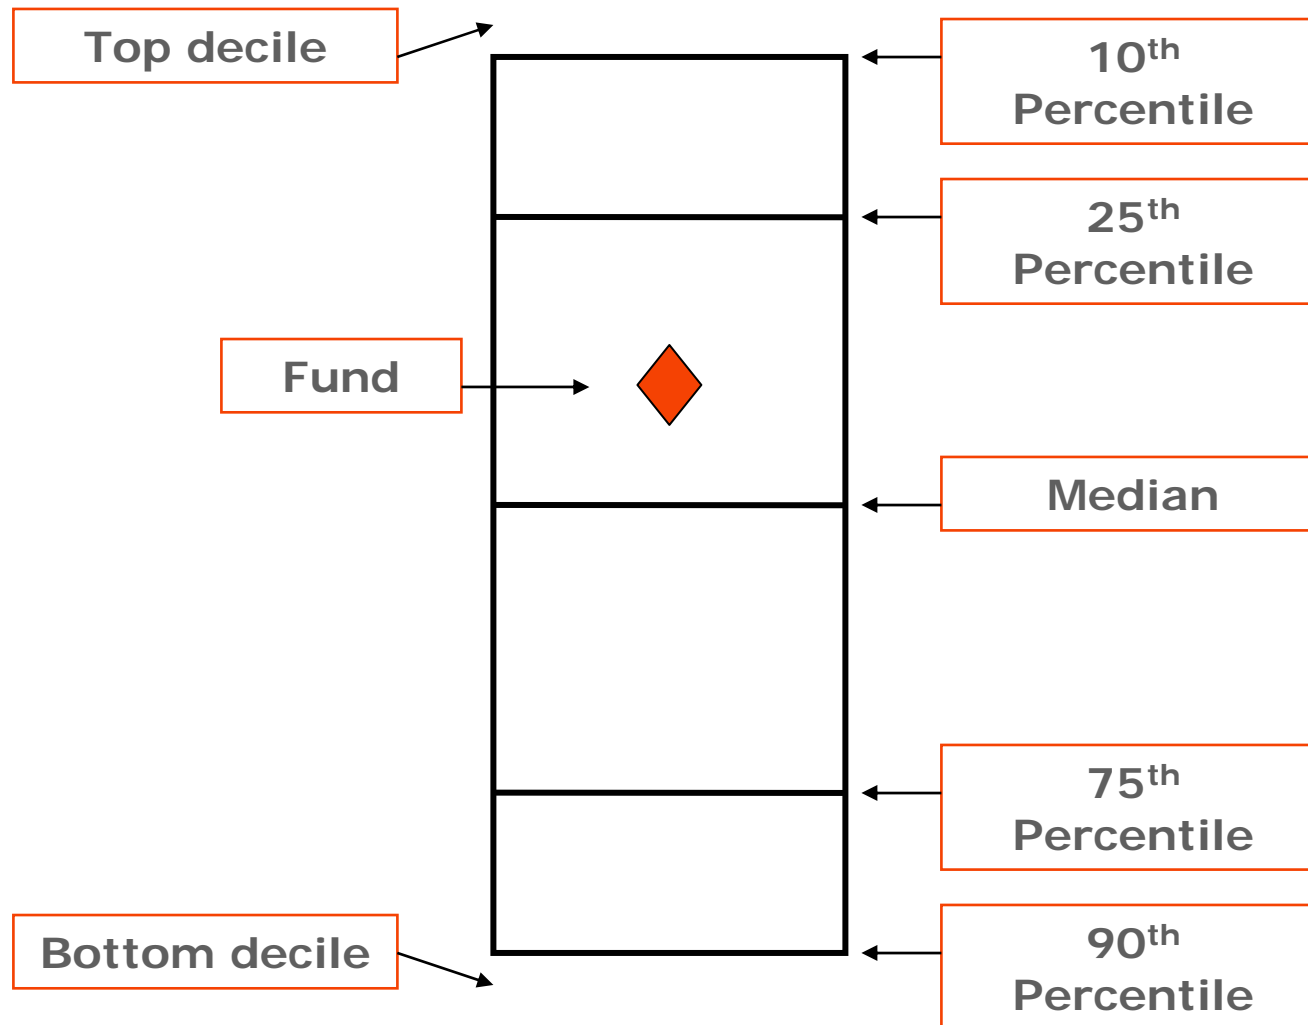 Top decile
10th
Percentile
25th
Percentile
Fund
Median
75th
Percentile
Bottom decile
90th
Percentile